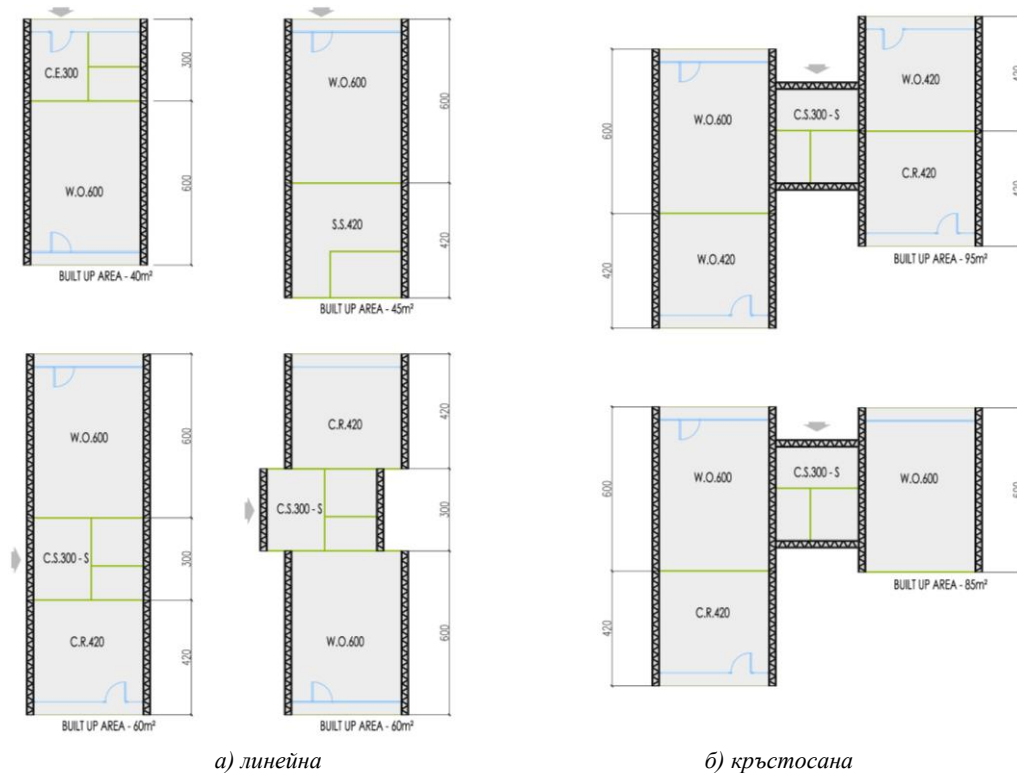 C.E.300
300
W.O.600
600
BUILT UP AREA - 40m²
W.O.600
600
S.S.420
420
BUILT UP AREA - 45m²
W.O.600
600
C.S.300 - S
300
C.R.420
420
BUILT UP AREA - 60m²
C.R.420
420
C.S.300 - S
300
W.O.600
600
BUILT UP AREA - 60m²
600
W.O.600
420
W.O.420
C.S.300 - S
W.O.420
420
C.R.420
420
BUILT UP AREA - 95m²
600
W.O.600
420
C.R.420
C.S.300 - S
W.O.600
600
BUILT UP AREA - 85m²
а) линейна
б) кръстосана